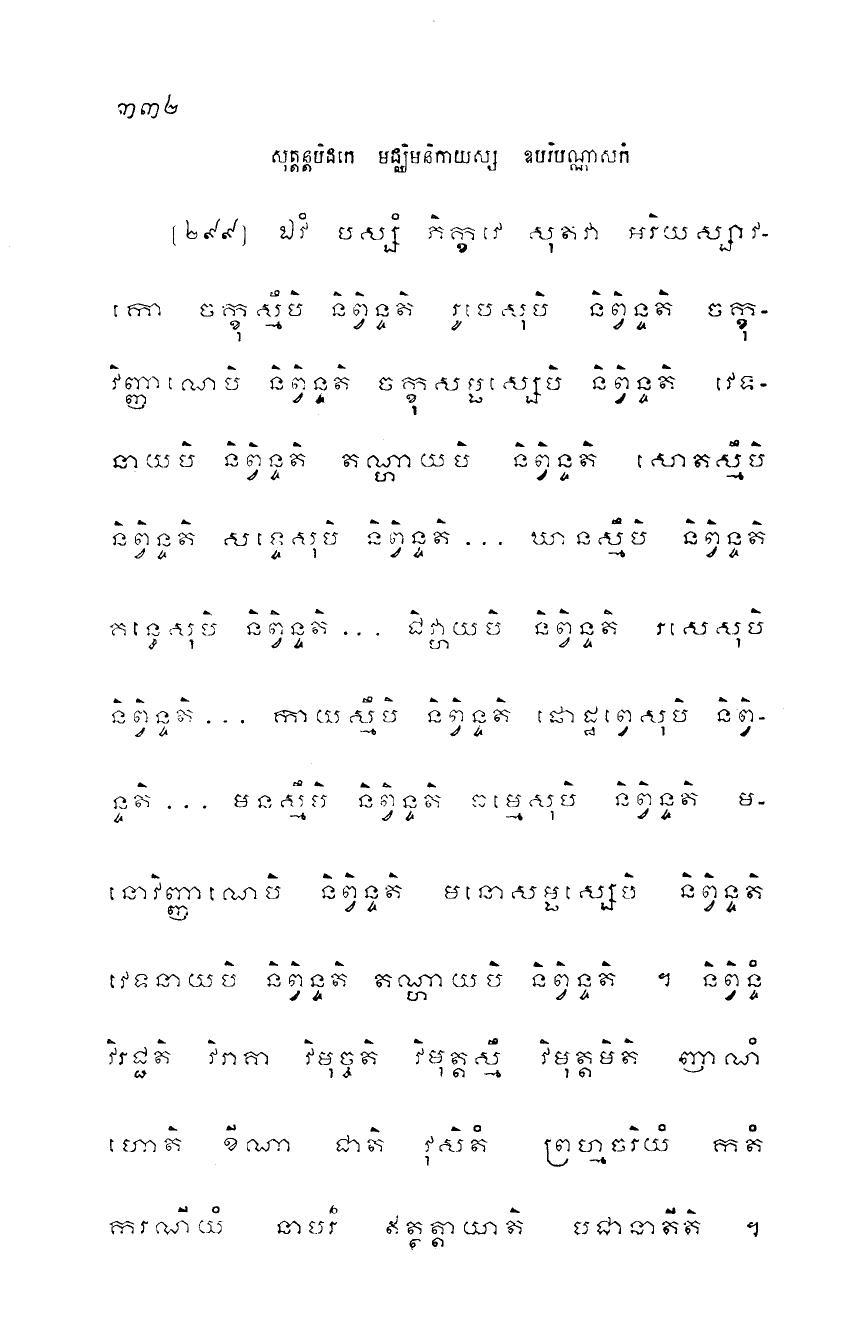 ៣៣២
សុត្តន្តបិដកេ មជ្ឈិមនិកាយស្ស ឧបរិបណ្ណាសកំ
[២៩៩] ឯវំ បស្សំ ភិក្ខវេ សុតវា អរិយស្សាវ-
កោ ចក្ខុស្មឹបិ និព្វិន្ទតិ រូបេសុបិ និព្វិន្ទតិ ចក្ខុ-
វិញ្ញាណេបិ និព្វិន្ទតិ ចក្ខុសម្ផស្សេបិ និព្វិន្ទតិ វេទ-
នាយបិ និព្វិន្ទតិ តណ្ហាយបិ និព្វិន្ទតិ សោតស្មឹបិ
និព្វិន្ទតិ សទ្ទេសុបិ និព្វិន្ទតិ ... ឃានស្មឹបិ និព្វិន្ទតិ
គន្ធេសុបិ និព្វិន្ទតិ ... ជិវ្ហាយបិ និព្វិន្ទតិ រសេសុបិ
និព្វិន្ទតិ ... កាយស្មឹបិ និព្វិន្ទតិ ផោដ្ឋព្វេសុបិ និព្វិ-
ន្ទតិ ... មនស្មឹបិ និព្វិន្ទតិ ធម្មេសុបិ និព្វិន្ទតិ ម-
នោវិញ្ញាណេបិ និព្វិន្ទតិ មនោសម្ផស្សេបិ និព្វិន្ទតិ
វេទនាយបិ និព្វិន្ទតិ តណ្ហាយបិ និព្វិន្ទតិ ។ និព្វិន្ទំ
វិរជ្ជតិ វិរាគា វិមុច្ចតិ វិមុត្តស្មឹ វិមុត្តមិតិ ញាណំ
ហោតិ ខីណា ជាតិ វុសិតំ ព្រហ្មចរិយំ កតំ
ករណីយំ នាបរំ ឥត្ថត្តាយាតិ បជានាតីតិ ។